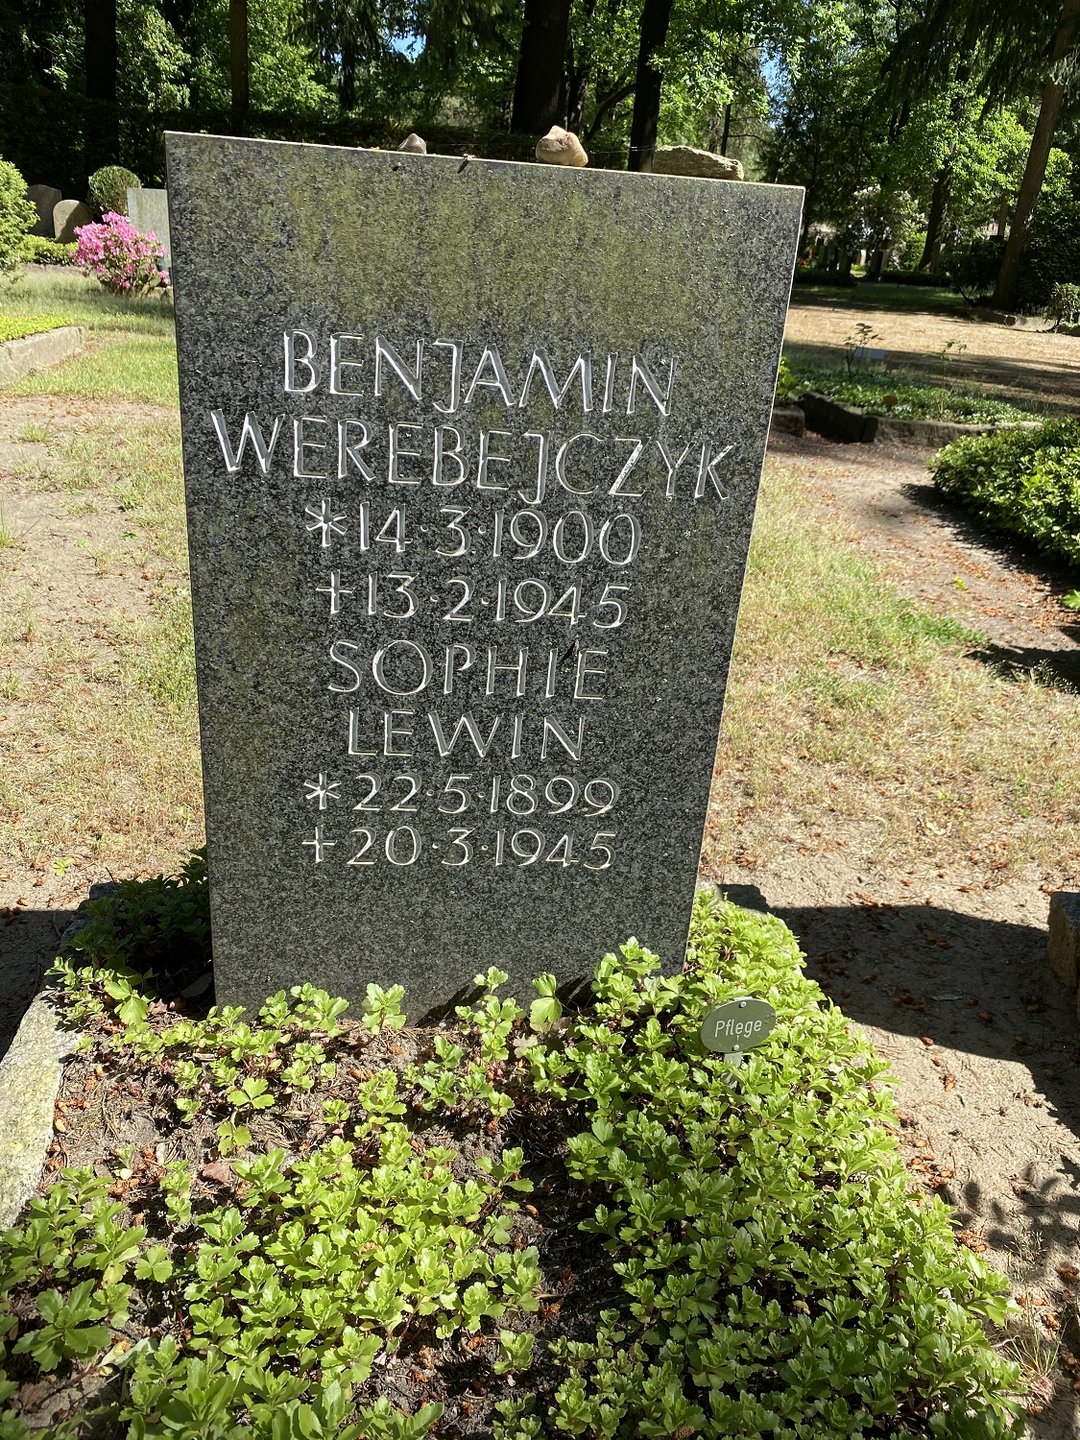 BENJAMIN
WEREBEJCZYK
*14·3·1900
+13·2·1945
SOPHIE
LEWIN
*22·5·1899
+20·3·1945
Pflege